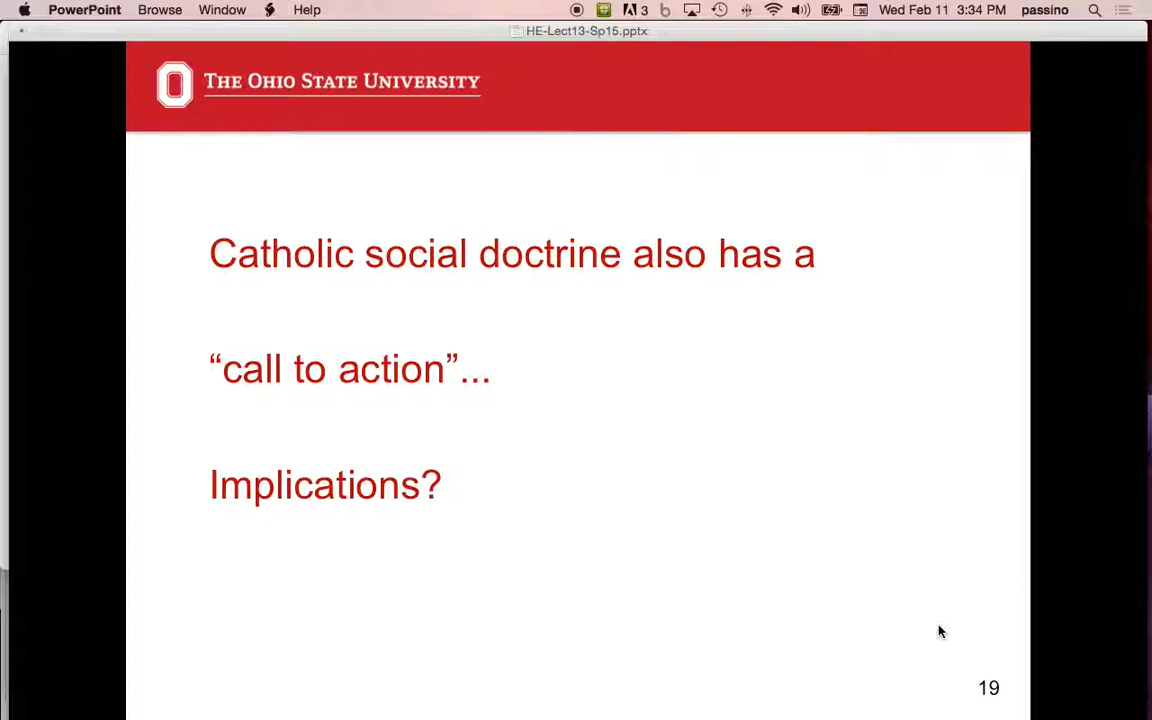 PowerPoint Browse Window Help 3 Wed Feb 11 3:34 PM passino
HE-Lect13-Sp15.pptx
THE OHIO STATE UNIVERSITY
Catholic social doctrine also has a
“call to action”...
Implications?
19